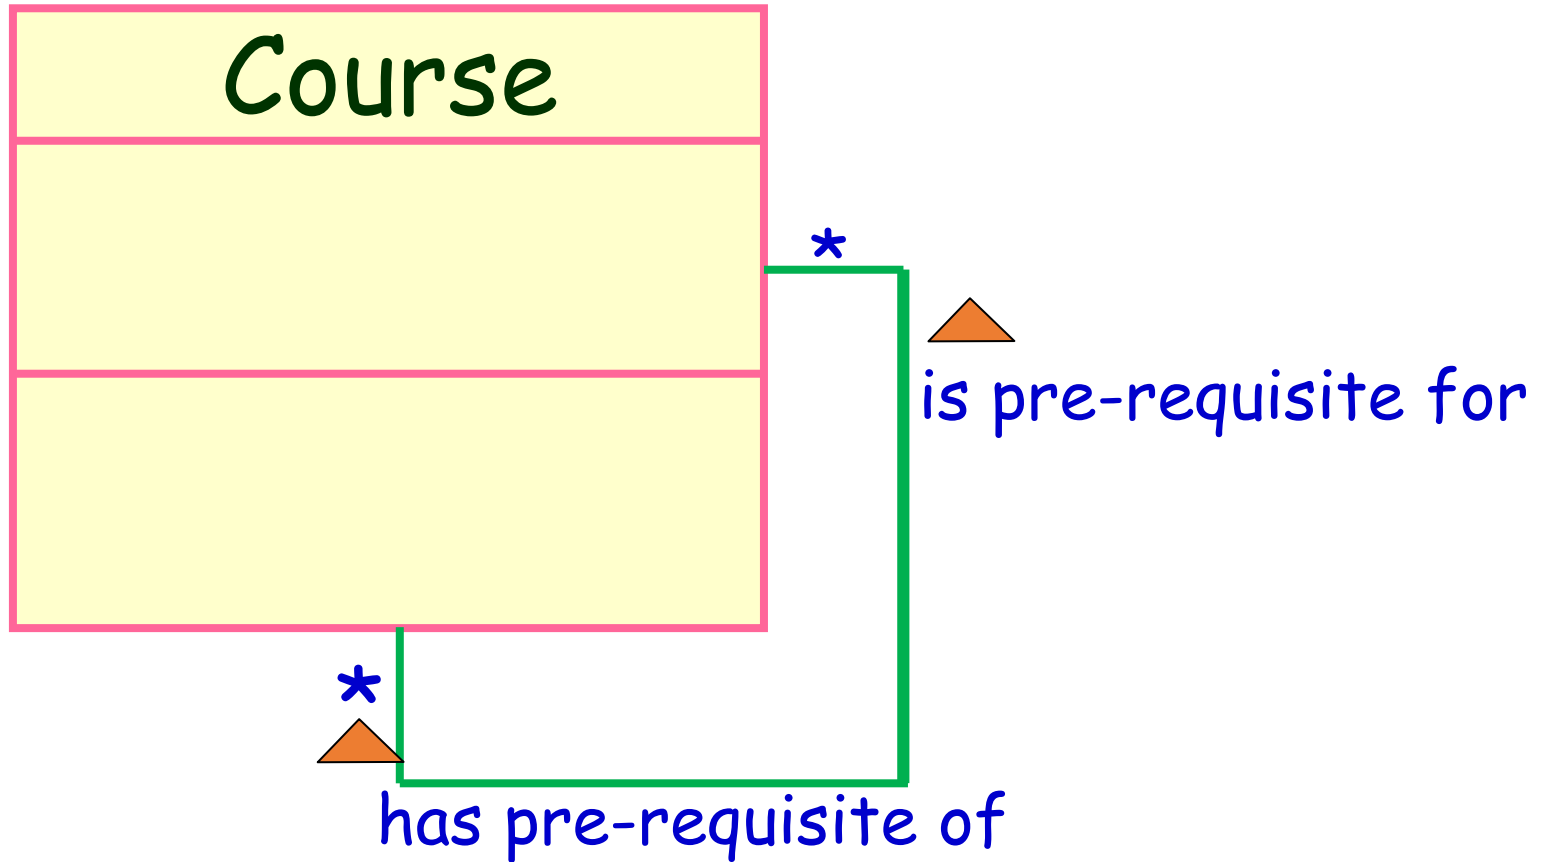 Course
*
is pre-requisite for
*
has pre-requisite of